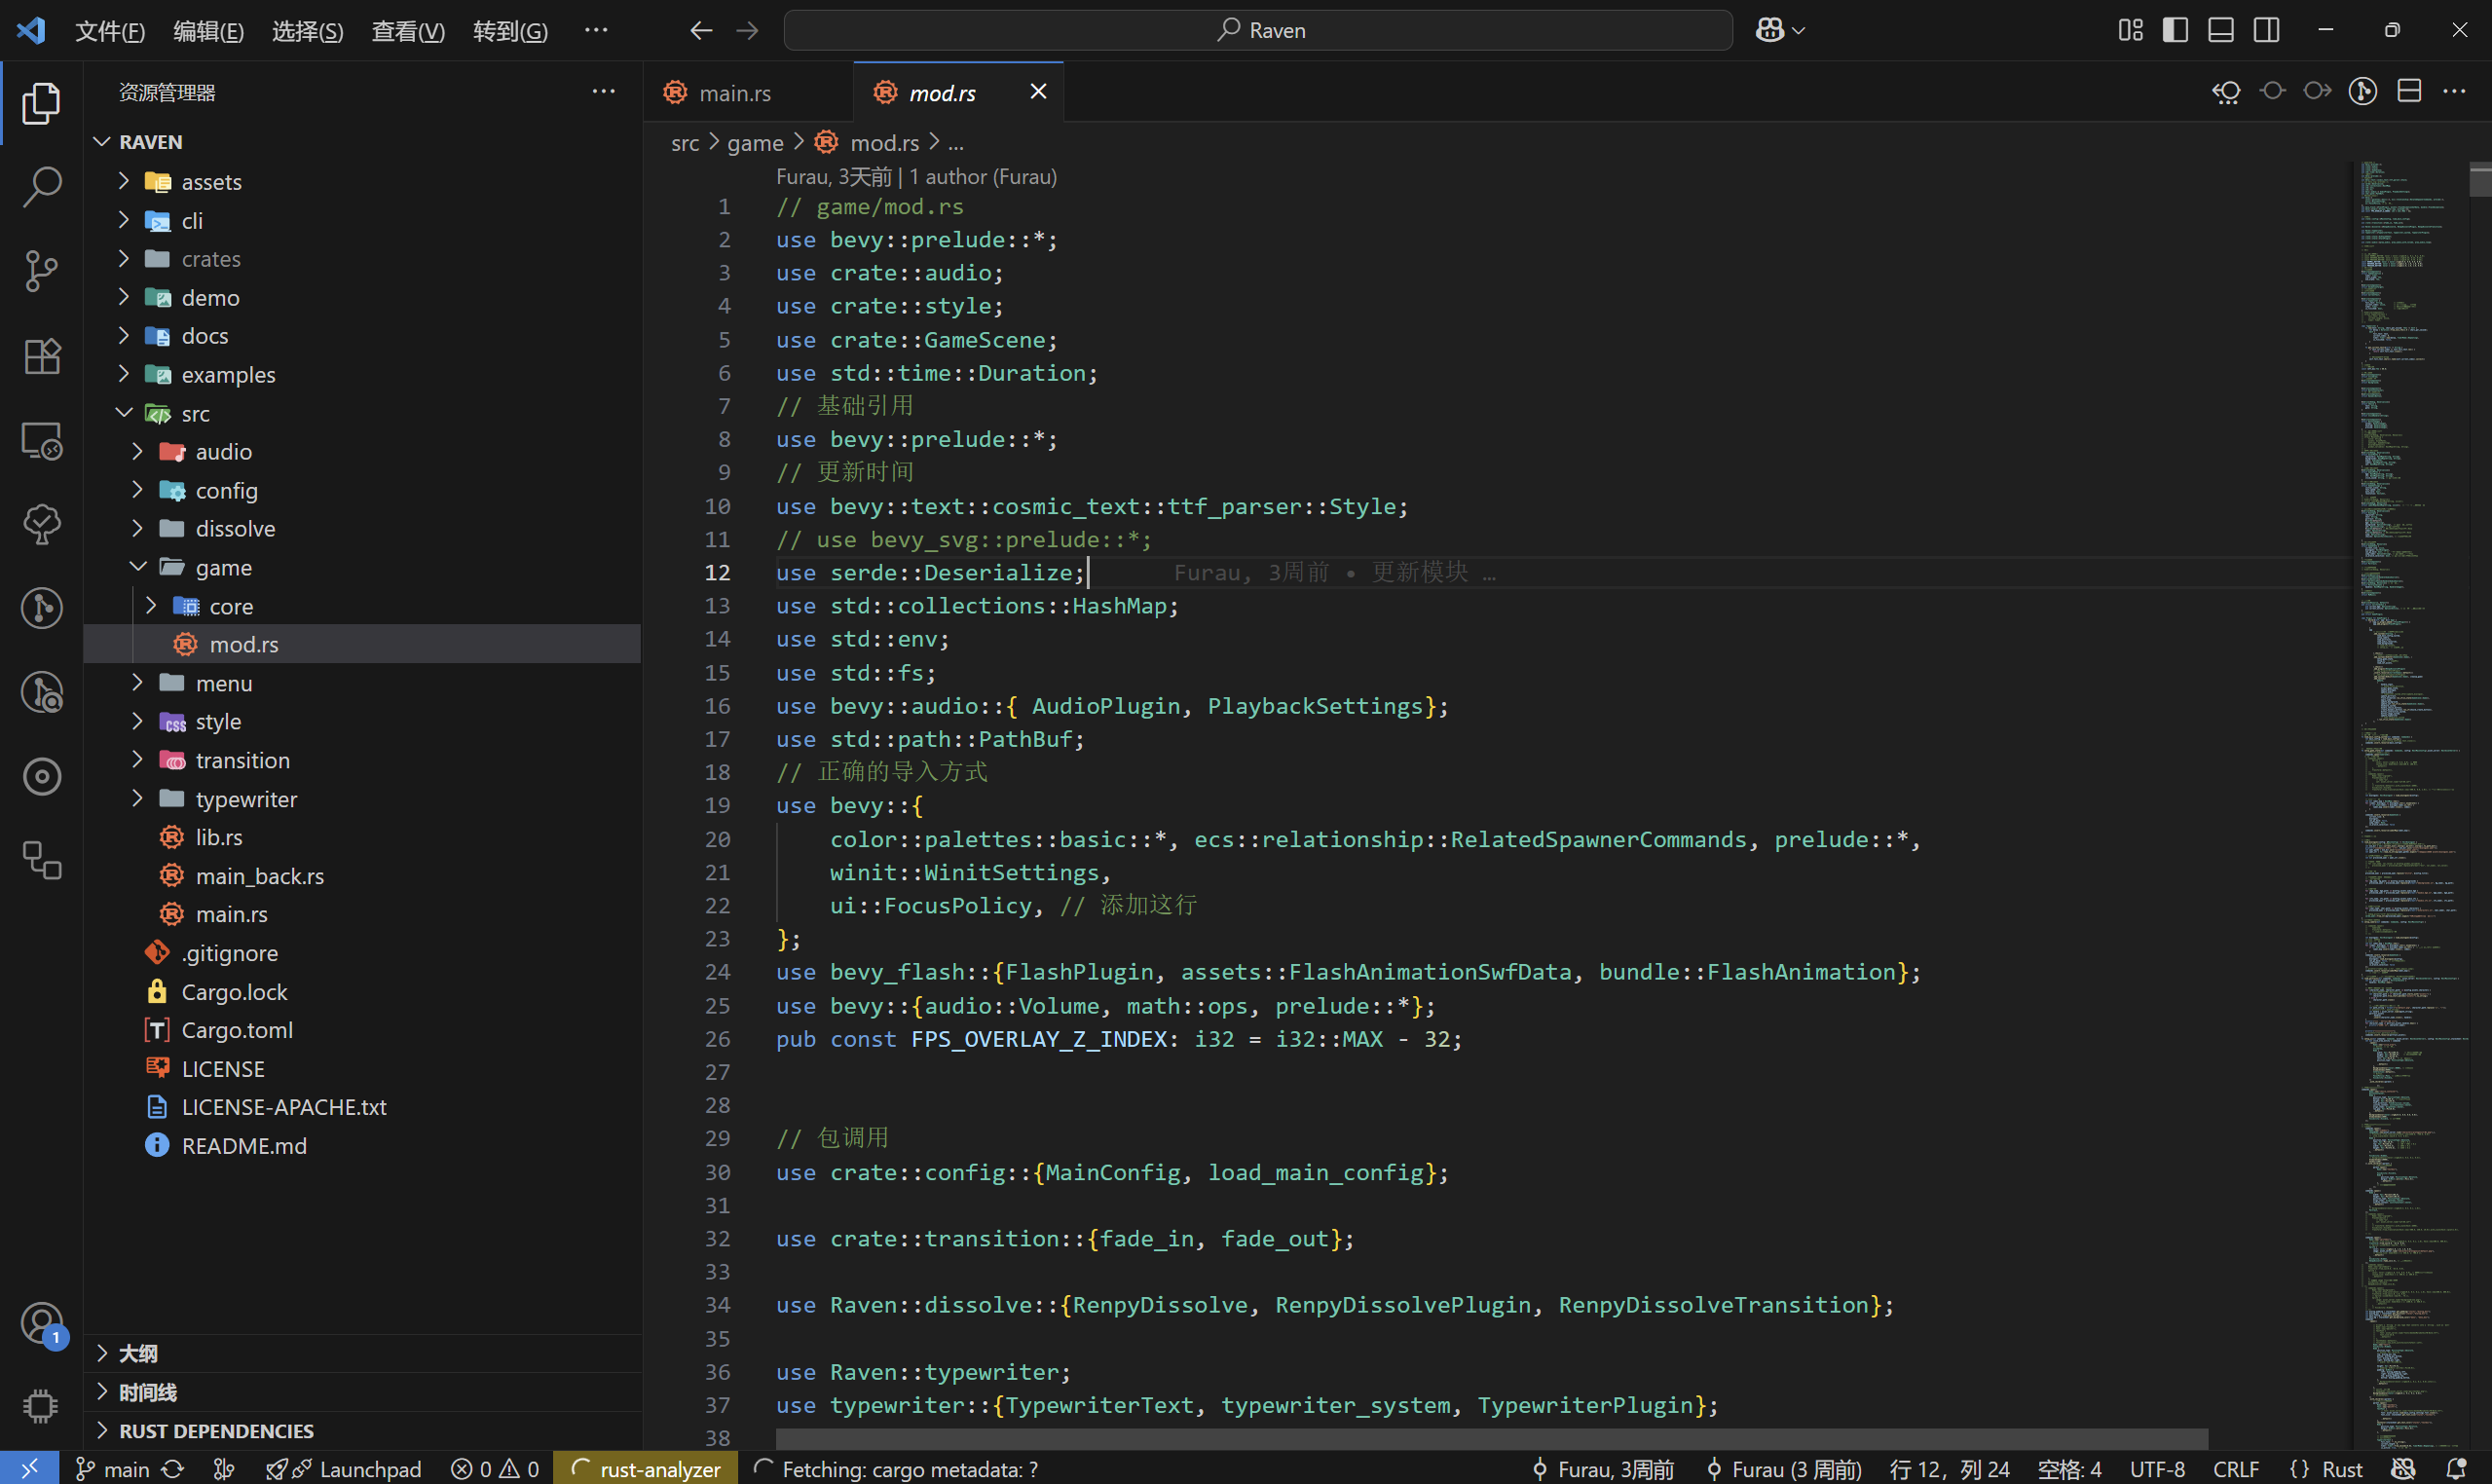 文件(F) 编辑(E) 选择(S) 查看(V) 转到(G) ··· Raven
资源管理器 ···
RAVEN
assets
cli
crates
demo
docs
examples
src
audio
config
dissolve
game
core
mod.rs
menu
style
transition
typewriter
lib.rs
main_back.rs
main.rs
.gitignore
Cargo.lock
Cargo.toml
LICENSE
LICENSE-APACHE.txt
README.md
大纲
时间线
RUST DEPENDENCIES
1
main.rs mod.rs
src > game > mod.rs > ...
Furau, 3天前 | 1 author (Furau)
1 // game/mod.rs
2 use bevy::prelude::*;
3 use crate::audio;
4 use crate::style;
5 use crate::GameScene;
6 use std::time::Duration;
7 // 基础引用
8 use bevy::prelude::*;
9 // 更新时间
10 use bevy::text::cosmic_text::ttf_parser::Style;
11 // use bevy_svg::prelude::*;
12 use serde::Deserialize; Furau, 3周前 • 更新模块 …
13 use std::collections::HashMap;
14 use std::env;
15 use std::fs;
16 use bevy::audio::{ AudioPlugin, PlaybackSettings};
17 use std::path::PathBuf;
18 // 正确的导入方式
19 use bevy::{
20 color::palettes::basic::*, ecs::relationship::RelatedSpawnerCommands, prelude::*,
21 winit::WinitSettings,
22 ui::FocusPolicy, // 添加这行
23 };
24 use bevy_flash::{FlashPlugin, assets::FlashAnimationSwfData, bundle::FlashAnimation};
25 use bevy::{audio::Volume, math::ops, prelude::*};
26 pub const FPS_OVERLAY_Z_INDEX: i32 = i32::MAX - 32;
27
28
29 // 包调用
30 use crate::config::{MainConfig, load_main_config};
31
32 use crate::transition::{fade_in, fade_out};
33
34 use Raven::dissolve::{RenpyDissolve, RenpyDissolvePlugin, RenpyDissolveTransition};
35
36 use Raven::typewriter;
37 use typewriter::{TypewriterText, typewriter_system, TypewriterPlugin};
38
main Launchpad 0 0 rust-analyzer Fetching: cargo metadata: ? Furau, 3周前 Furau (3 周前) 行 12，列 24 空格: 4 UTF-8 CRLF {} Rust